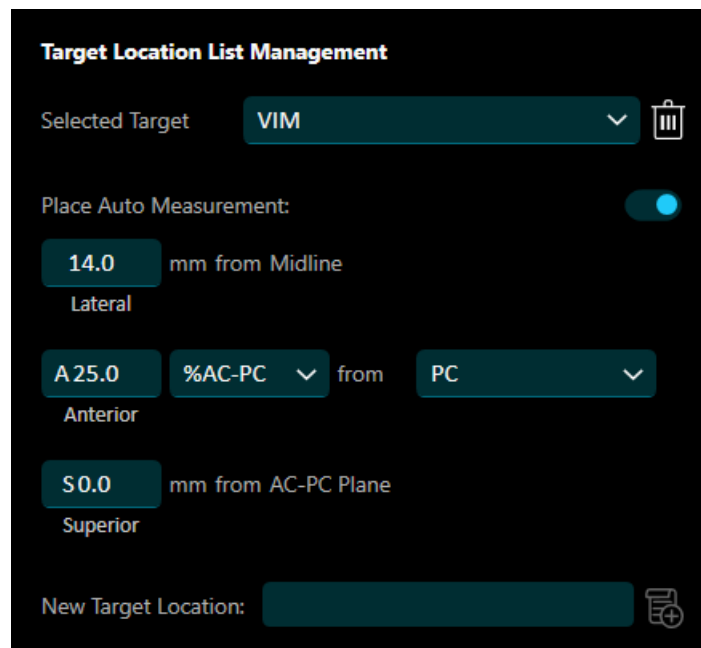 Target Location List Management
Selected Target VIM
Place Auto Measurement:
14.0 mm from Midline
Lateral
A 25.0 %AC-PC from PC
Anterior
S 0.0 mm from AC-PC Plane
Superior
New Target Location: